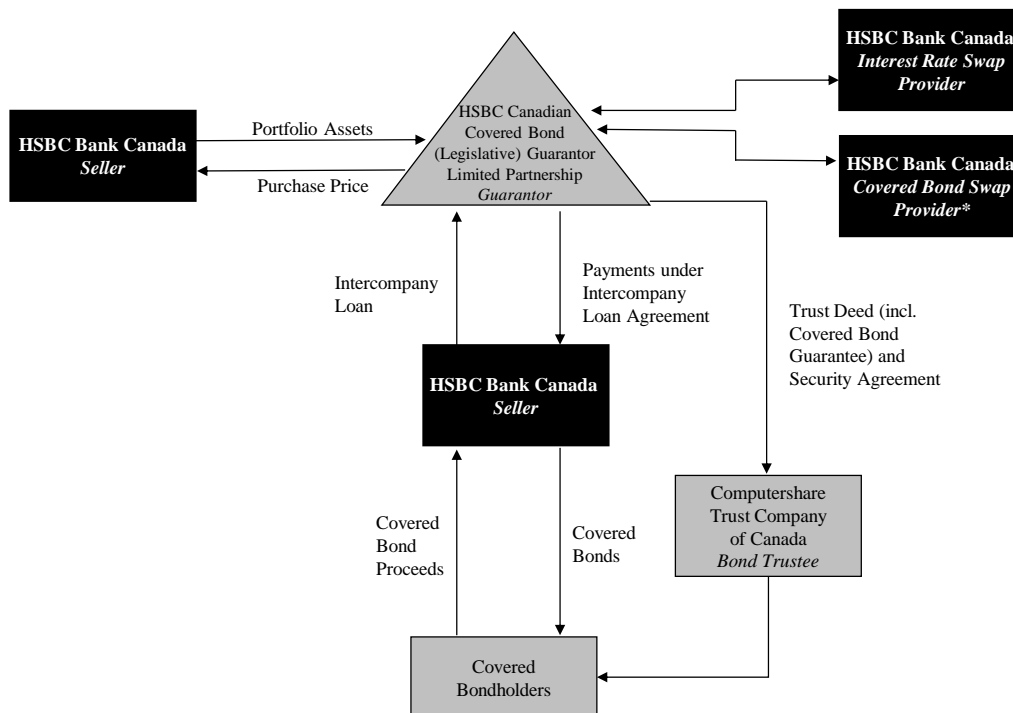 HSBC Bank Canada
Interest Rate Swap
Provider
HSBC Canadian
Covered Bond
(Legislative) Guarantor
Limited Partnership
Guarantor
Portfolio Assets
HSBC Bank Canada
Seller
Purchase Price
HSBC Bank Canada
Covered Bond Swap
Provider*
Intercompany
Loan
Payments under
Intercompany
Loan Agreement
Trust Deed (incl.
Covered Bond
Guarantee) and
Security Agreement
HSBC Bank Canada
Seller
Covered
Bond
Proceeds
Covered
Bonds
Computershare
Trust Company
of Canada
Bond Trustee
Covered
Bondholders